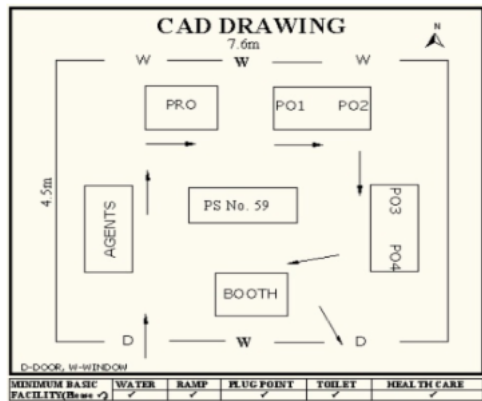 CAD DRAWING
N
7.6m
W W W
PRO
PO1 PO2
4.5m
AGENTS
PS No. 59
PO3
PO4
BOOTH
D W D
D-DOOR, W-WINDOW
MINIMUM BASIC WATER RAMP PLUG POINT TOILET HEALTH CARE
FACILITY(Please ✓) ✓ ✓ ✓ ✓ ✓